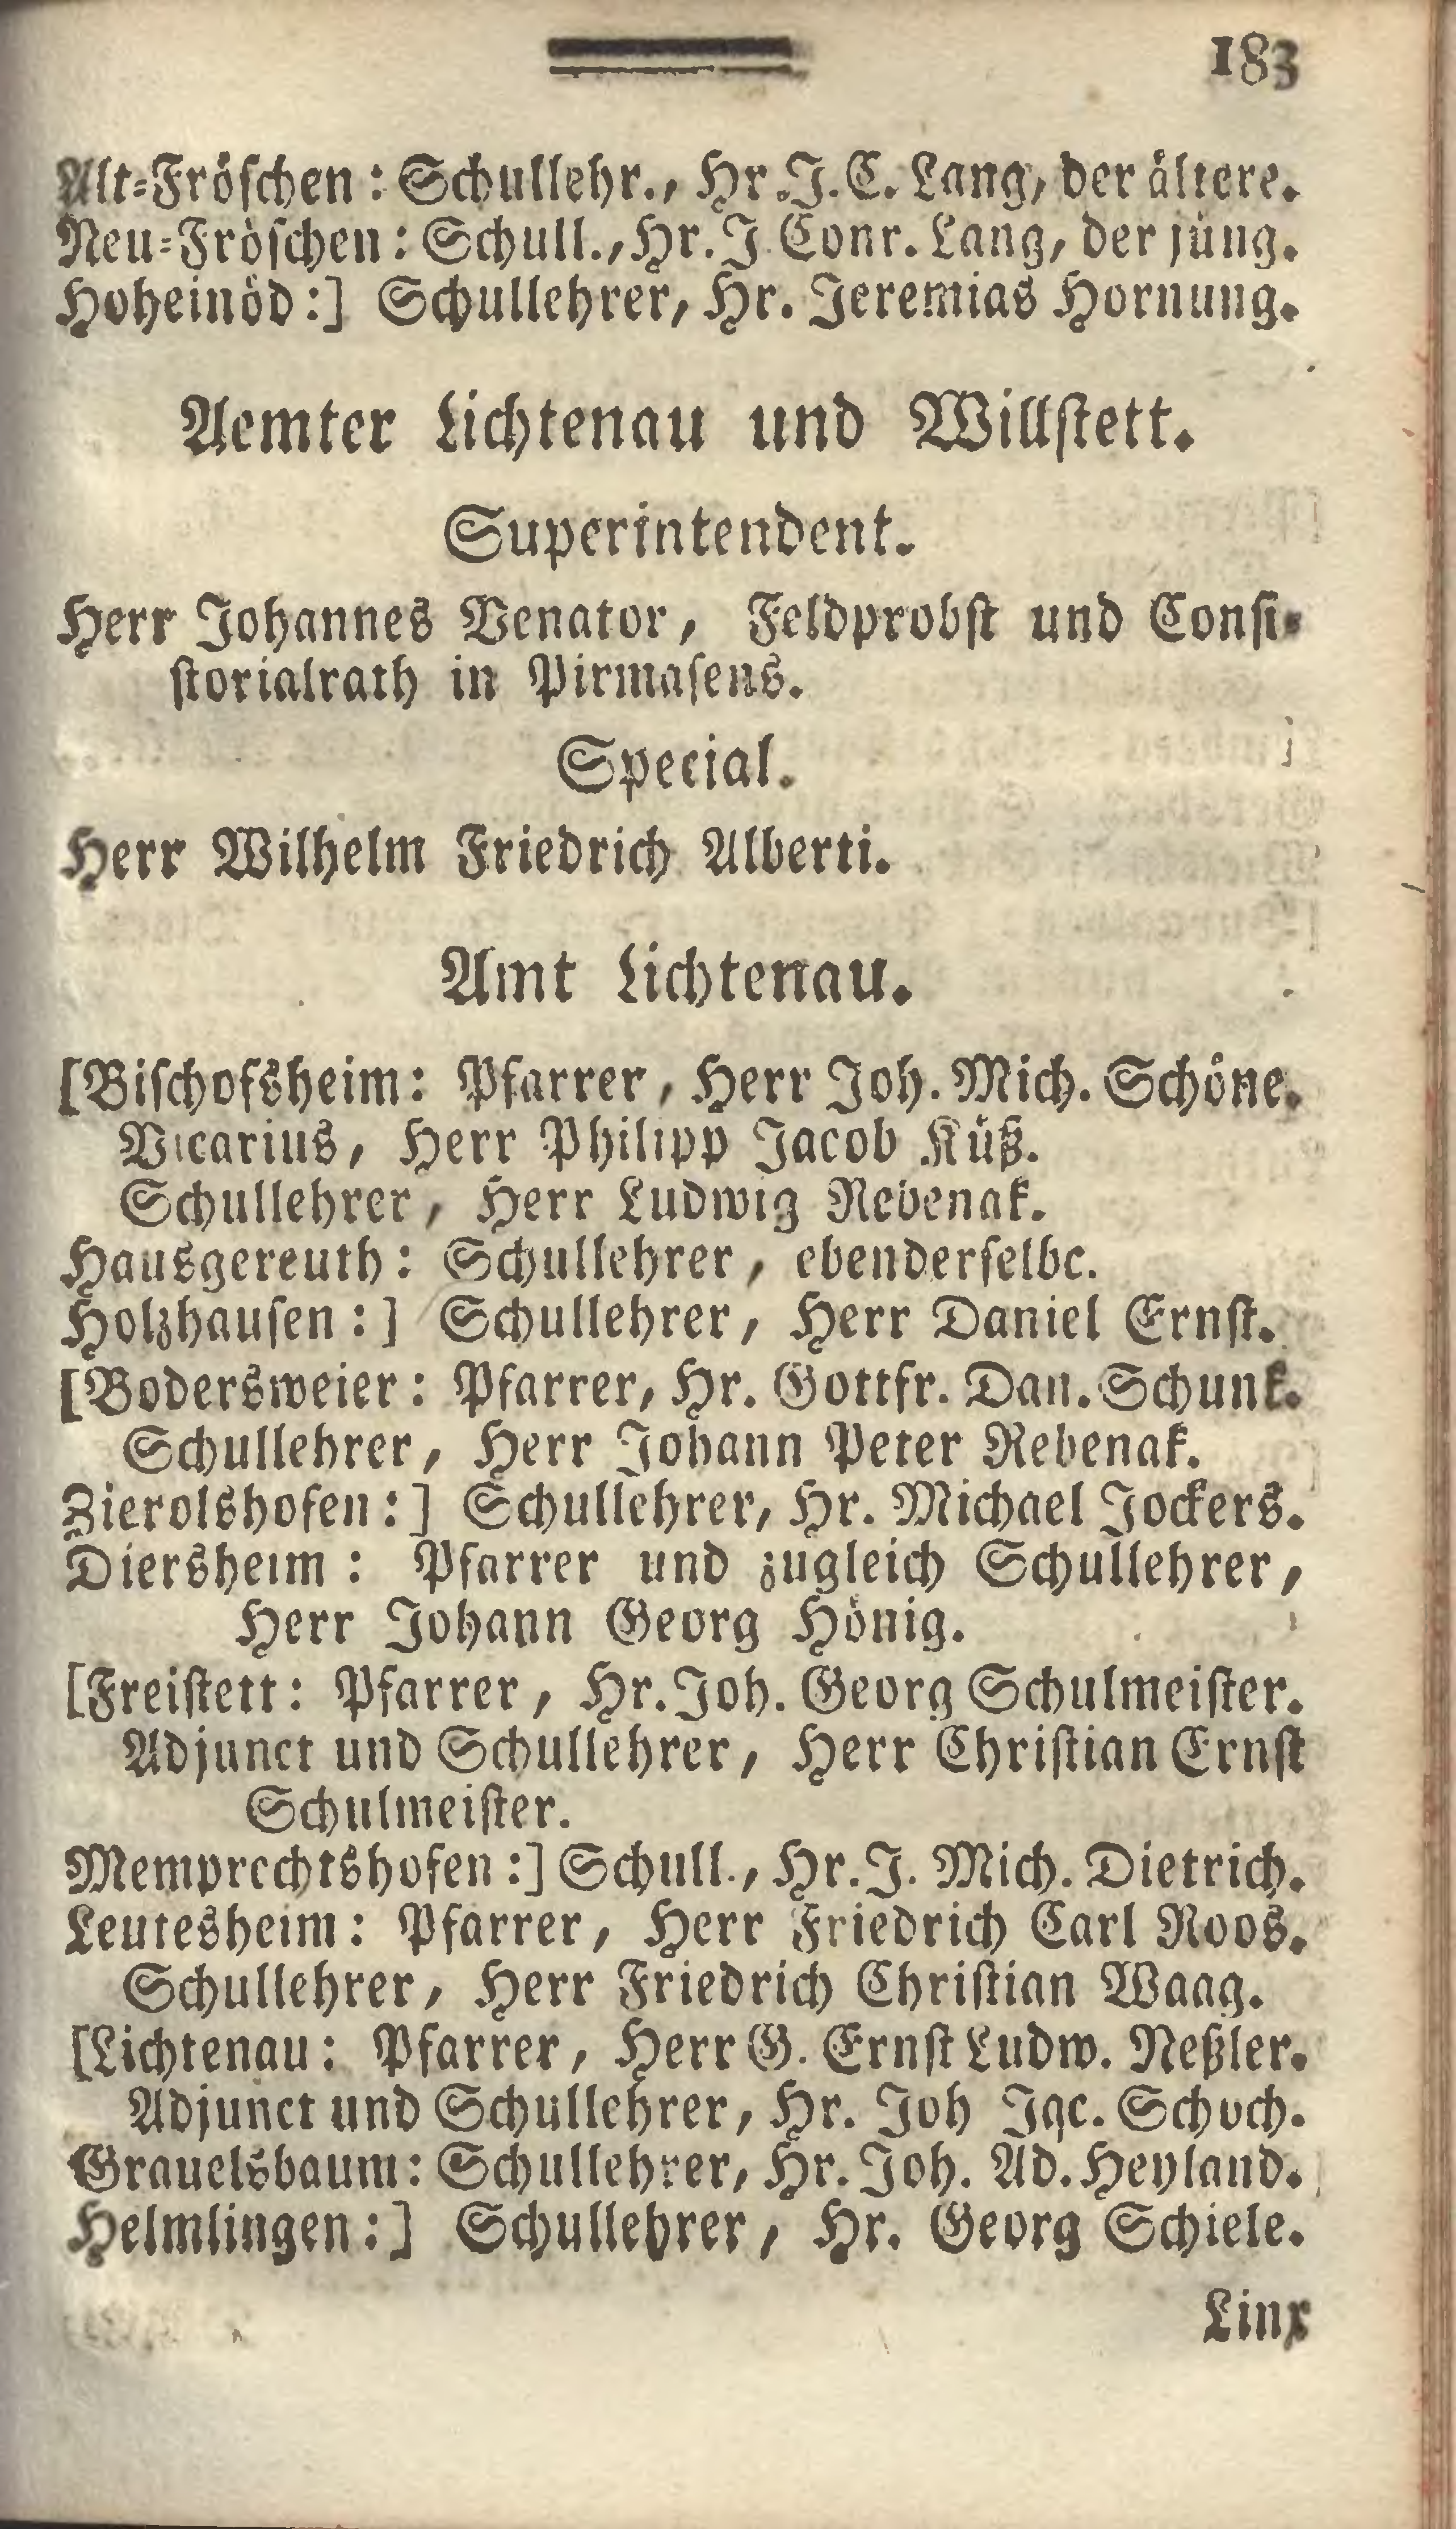 183
Alt-Fröschen: Schullehr., Hr. J. C. Lang, der ältere.
Neu-Fröschen: Schull., Hr. J Conr. Lang, der jüng.
Hoheinöd:] Schullehrer, Hr. Jeremias Hornung.
Aemter Lichtenau und Willstett.
Superintendent.
Herr Johannes Venator, Feldprobst und Consi-
storialrath in Pirmasens.
Special.
Herr Wilhelm Friedrich Alberti.
Amt Lichtenau.
[Bischofsheim: Pfarrer, Herr Joh. Mich. Schöne.
Vicarius, Herr Philipp Jacob Küß.
Schullehrer, Herr Ludwig Rebenak.
Hausgereuth: Schullehrer, ebenderselbe.
Holzhausen:] Schullehrer, Herr Daniel Ernst.
[Bodersweier: Pfarrer, Hr. Gottfr. Dan. Schunk.
Schullehrer, Herr Johann Peter Rebenak.
Zierolshofen:] Schullehrer, Hr. Michael Jockers.
Diersheim: Pfarrer und zugleich Schullehrer,
Herr Johann Georg Hönig.
[Freistett: Pfarrer, Hr. Joh. Georg Schulmeister.
Adjunct und Schullehrer, Herr Christian Ernst
Schulmeister.
Memprechtshofen:] Schull., Hr. J. Mich. Dietrich.
Leutesheim: Pfarrer, Herr Friedrich Carl Roos.
Schullehrer, Herr Friedrich Christian Waag.
[Lichtenau: Pfarrer, Herr G. Ernst Ludw. Neßler.
Adjunct und Schullehrer, Hr. Joh Jac. Schoch.
Grauelsbaum: Schullehrer, Hr. Joh. Ad. Heyland.
Helmlingen:] Schullehrer, Hr. Georg Schiele.
Linx